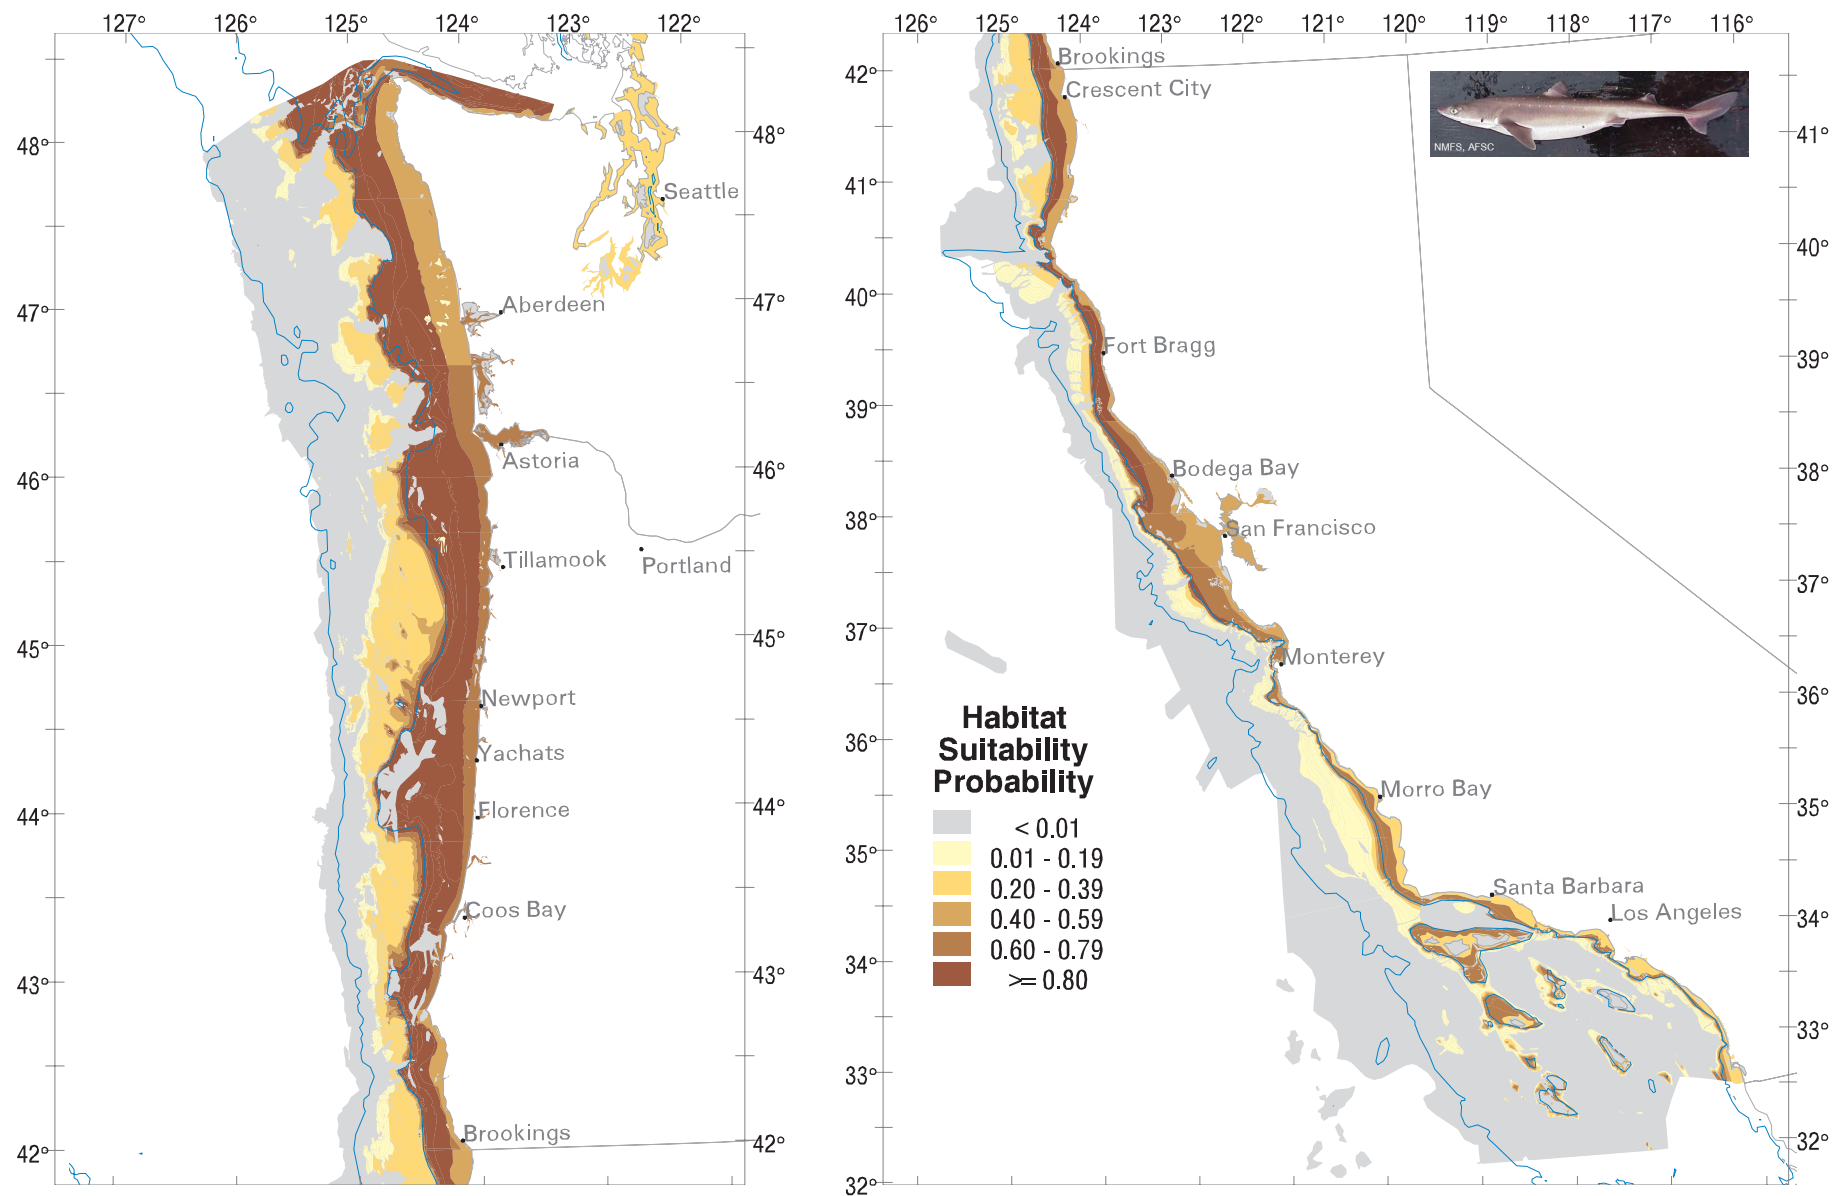 127°
126°
125°
124°
123°
122°
48°
47°
46°
45°
44°
43°
42°
48°
47°
46°
45°
44°
43°
42°
Seattle
Aberdeen
Astoria
Tillamook
Portland
Newport
Yachats
Florence
Coos Bay
Brookings
126°
125°
124°
123°
122°
121°
120°
119°
118°
117°
116°
42°
41°
40°
39°
38°
37°
36°
35°
34°
33°
32°
41°
40°
39°
38°
37°
36°
35°
34°
33°
32°
Brookings
Crescent City
NMFS, AFSC
Fort Bragg
Bodega Bay
San Francisco
Monterey
Morro Bay
Santa Barbara
Los Angeles
Habitat
Suitability
Probability
< 0.01
0.01 - 0.19
0.20 - 0.39
0.40 - 0.59
0.60 - 0.79
>= 0.80